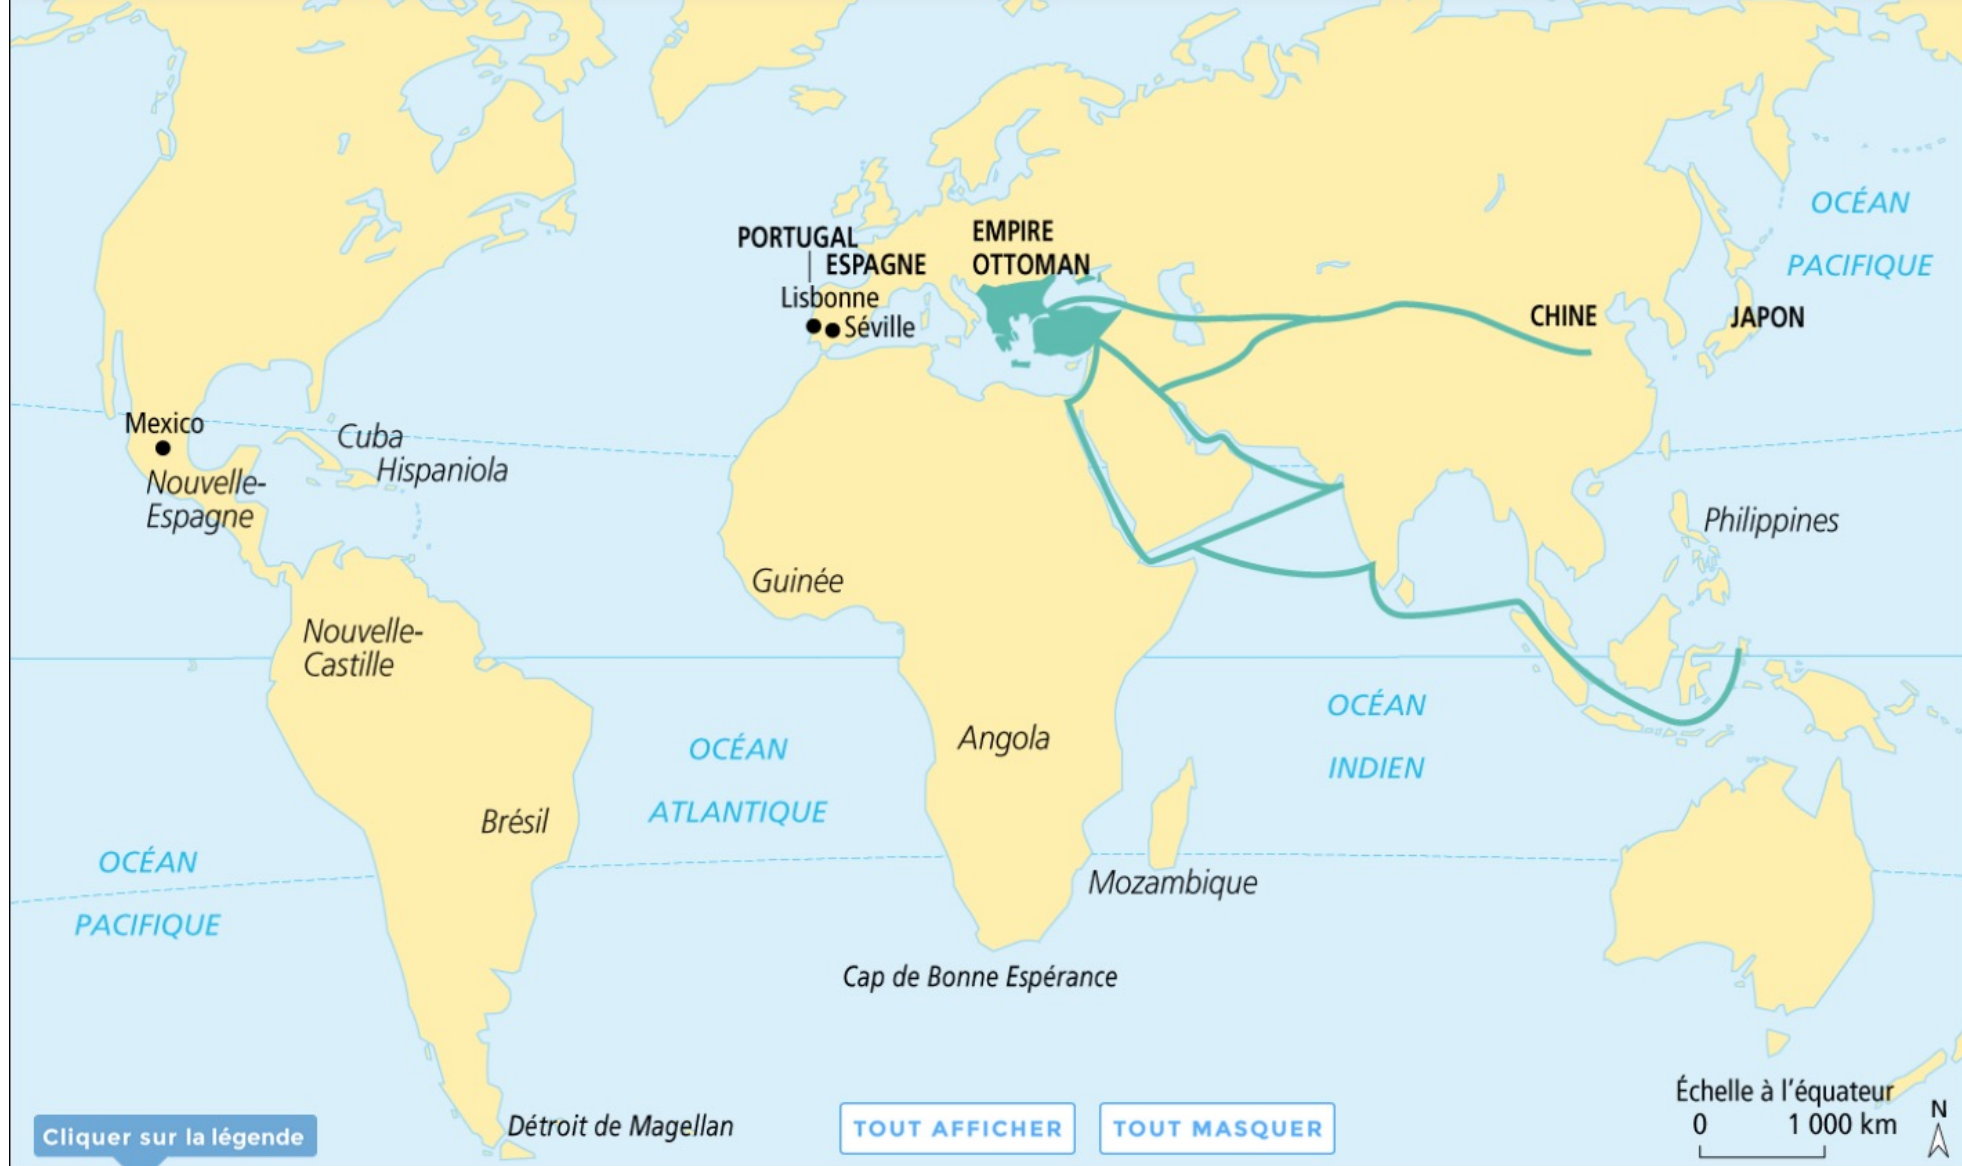 OCÉAN
PACIFIQUE
PORTUGAL
ESPAGNE
EMPIRE
OTTOMAN
Lisbonne
Séville
CHINE
JAPON
Mexico
Nouvelle-
Espagne
Cuba
Hispaniola
Philippines
Guinée
Nouvelle-
Castille
Angola
OCÉAN
ATLANTIQUE
OCÉAN
INDIEN
Brésil
OCÉAN
PACIFIQUE
Mozambique
Cap de Bonne Espérance
Détroit de Magellan
Cliquer sur la légende
TOUT AFFICHER
TOUT MASQUER
Échelle à l'équateur
0 1 000 km
N